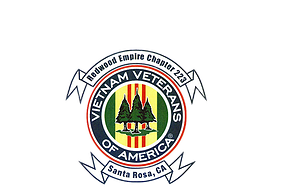 Redwood Empire Chapter 223
VIETNAM VETERANS
OF AMERICA®
Santa Rosa, CA